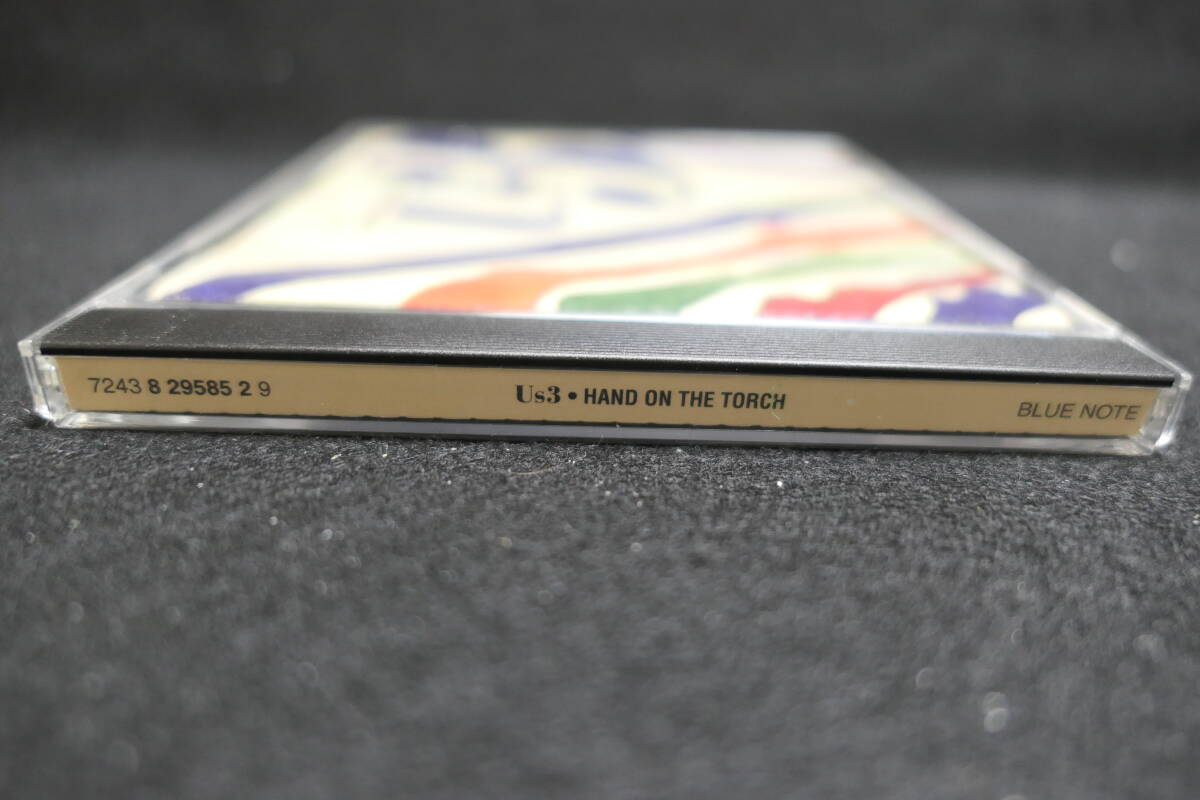 7243 8 29585 2 9 Us3 • HAND ON THE TORCH BLUE NOTE